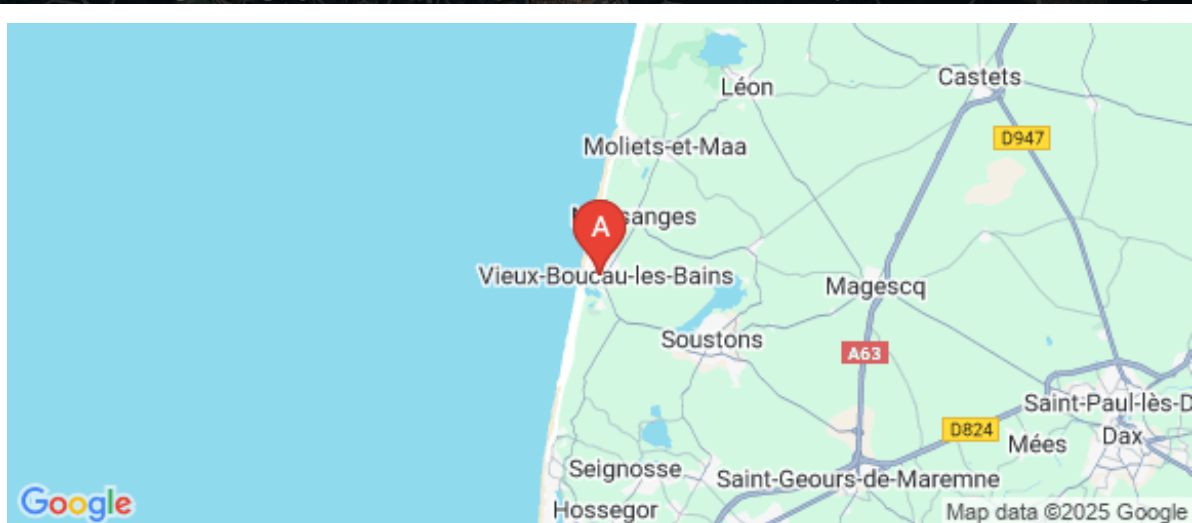 Léon
Castets
D947
Moliets-et-Maa
sanges
A
Vieux-Boucau-les-Bains
Magescq
Soustons
A63
Saint-Paul-lès-D
D824
Mées
Dax
Seignosse
Saint-Geours-de-Maremne
Hossegor
Google
Map data ©2025 Google